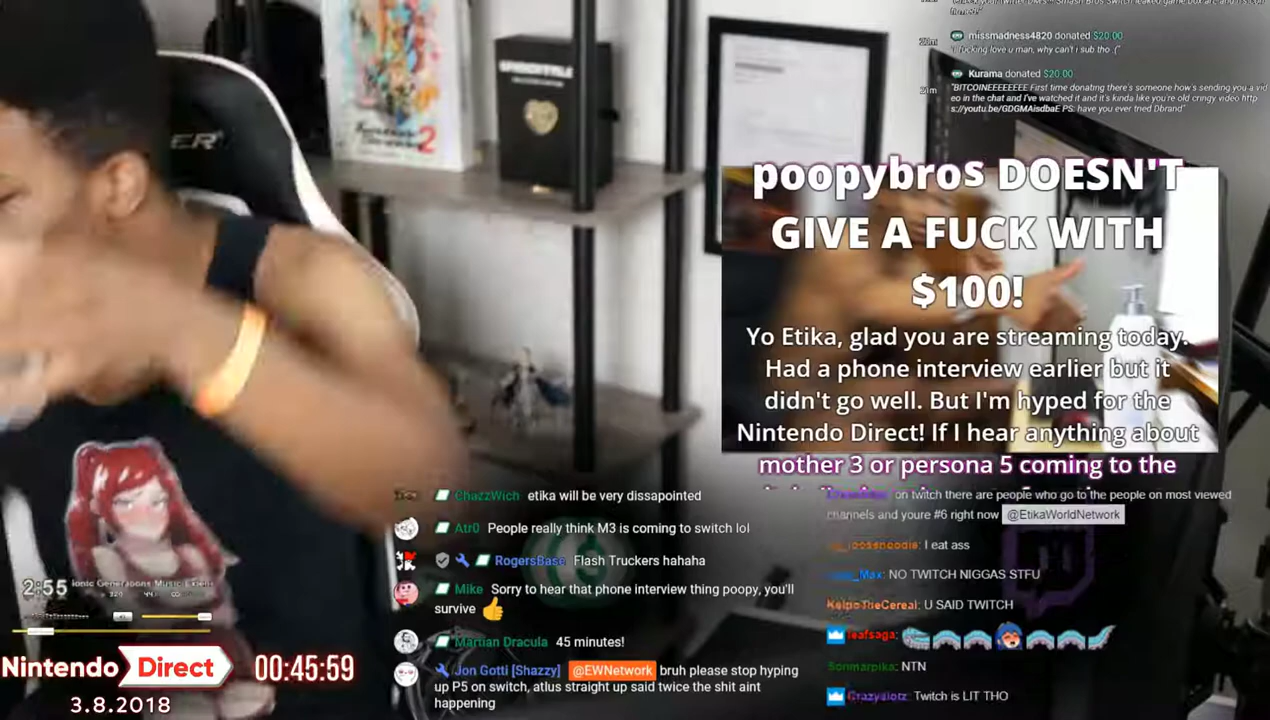 missmadness4820 donated $20.00
21m
"I fucking love u man, why can't i sub tho :("
Kurama donated $20.00
21m
"BITCOINEEEEEEE First time donating there's someone how's sending you a vid
eo in the chat and I've watched it and it's kinda like you're old cringy video http
s://youtu.be/GDGMAisdbaE PS: have you ever tried Dbrand"
2
poopybros DOESN'T
GIVE A FUCK WITH
$100!
Yo Etika, glad you are streaming today.
Had a phone interview earlier but it
didn't go well. But I'm hyped for the
Nintendo Direct! If I hear anything about
mother 3 or persona 5 coming to the
ChazzWich etika will be very dissapointed
Atr0 People really think M3 is coming to switch lol
RogersBase Flash Truckers hahaha
Mike Sorry to hear that phone interview thing poopy, you'll
survive 👍
Martian Dracula 45 minutes!
Jon Gotti [Shazzy] @EWNetwork bruh please stop hyping
up P5 on switch, atlus straight up said twice the shit aint
happening
on twitch there are people who go to the people on most viewed
channels and youre #6 right now @EtikaWorldNetwork
I eat ass
Max: NO TWITCH NIGGAS STFU
KelpoTheCereal: U SAID TWITCH
leafsaga:
Sonmarpika: NTN
Crazyalotz: Twitch is LIT THO
2:55
Nintendo Direct 00:45:59
3.8.2018